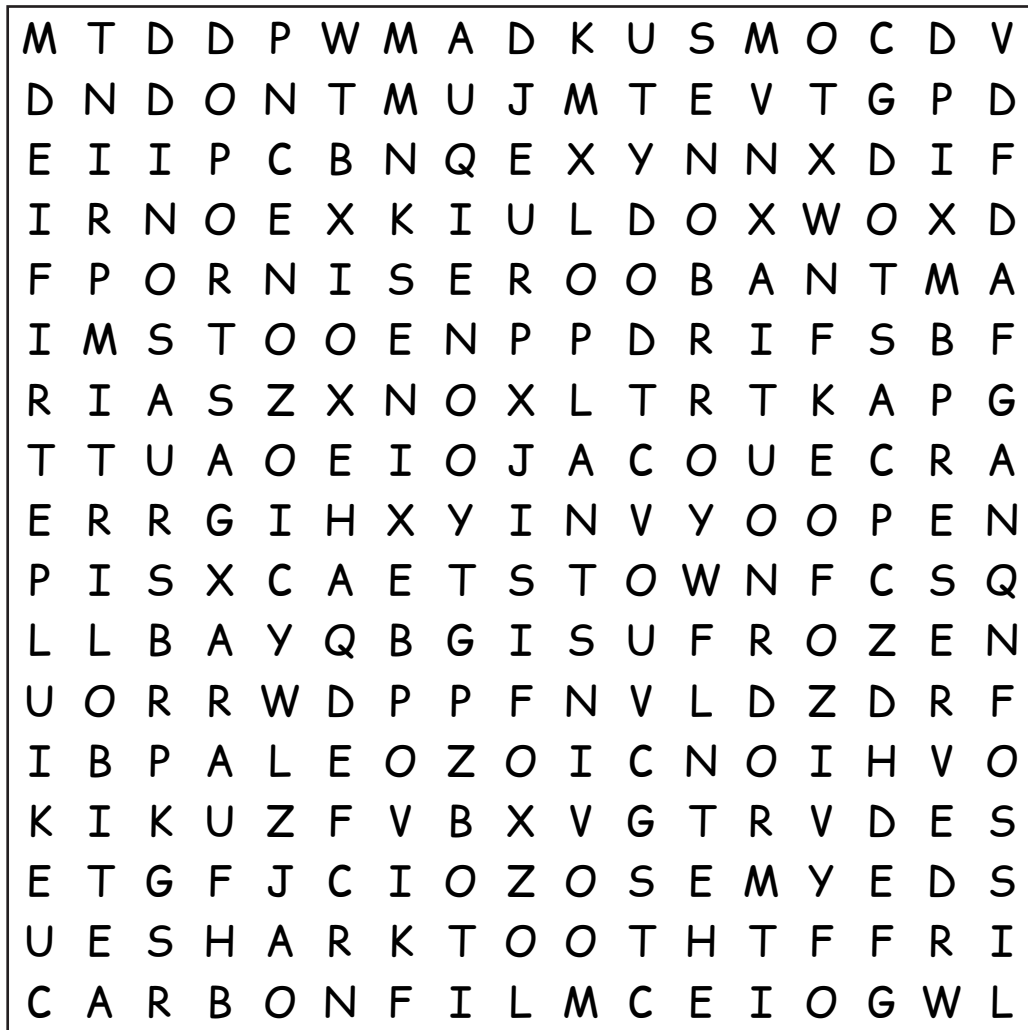 M T D D P W M A D K U S M O C D V
D N D O N T M U J M T E V T G P D
E I I P C B N Q E X Y N N X D I F
I R N O E X K I U L D O X W O X D
F P O R N I S E R O O B A N T M A
I M S T O O E N P P D R I F S B F
R I A S Z X N O X L T R T K A P G
T T U A O E I O J A C O U E C R A
E R R G I H X Y I N V Y O O P E N
P I S X C A E T S T O W N F C S Q
L L B A Y Q B G I S U F R O Z E N
U O R R W D P P F N V L D Z D R F
I B P A L E O Z O I C N O I H V O
K I K U Z F V B X V G T R V D E S
E T G F J C I O Z O S E M Y E D S
U E S H A R K T O O T H T F F R I
C A R B O N F I L M C E I O G W L